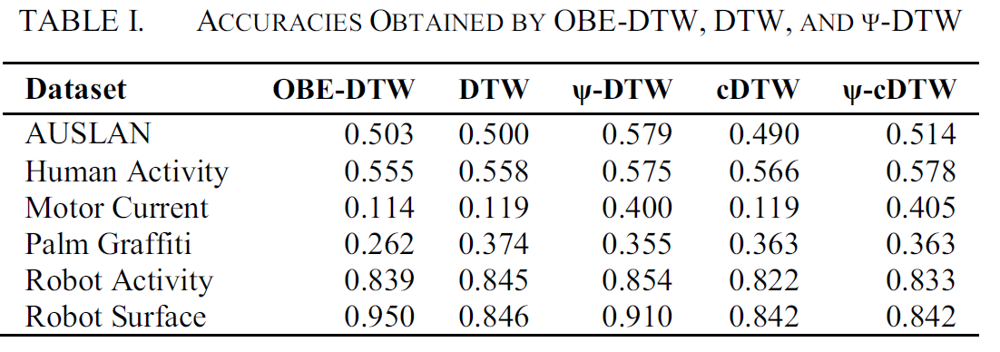 TABLE I. ACCURACIES OBTAINED BY OBE-DTW, DTW, AND Ψ-DTW
Dataset OBE-DTW DTW ψ-DTW cDTW ψ-cDTW
AUSLAN 0.503 0.500 0.579 0.490 0.514
Human Activity 0.555 0.558 0.575 0.566 0.578
Motor Current 0.114 0.119 0.400 0.119 0.405
Palm Graffiti 0.262 0.374 0.355 0.363 0.363
Robot Activity 0.839 0.845 0.854 0.822 0.833
Robot Surface 0.950 0.846 0.910 0.842 0.842